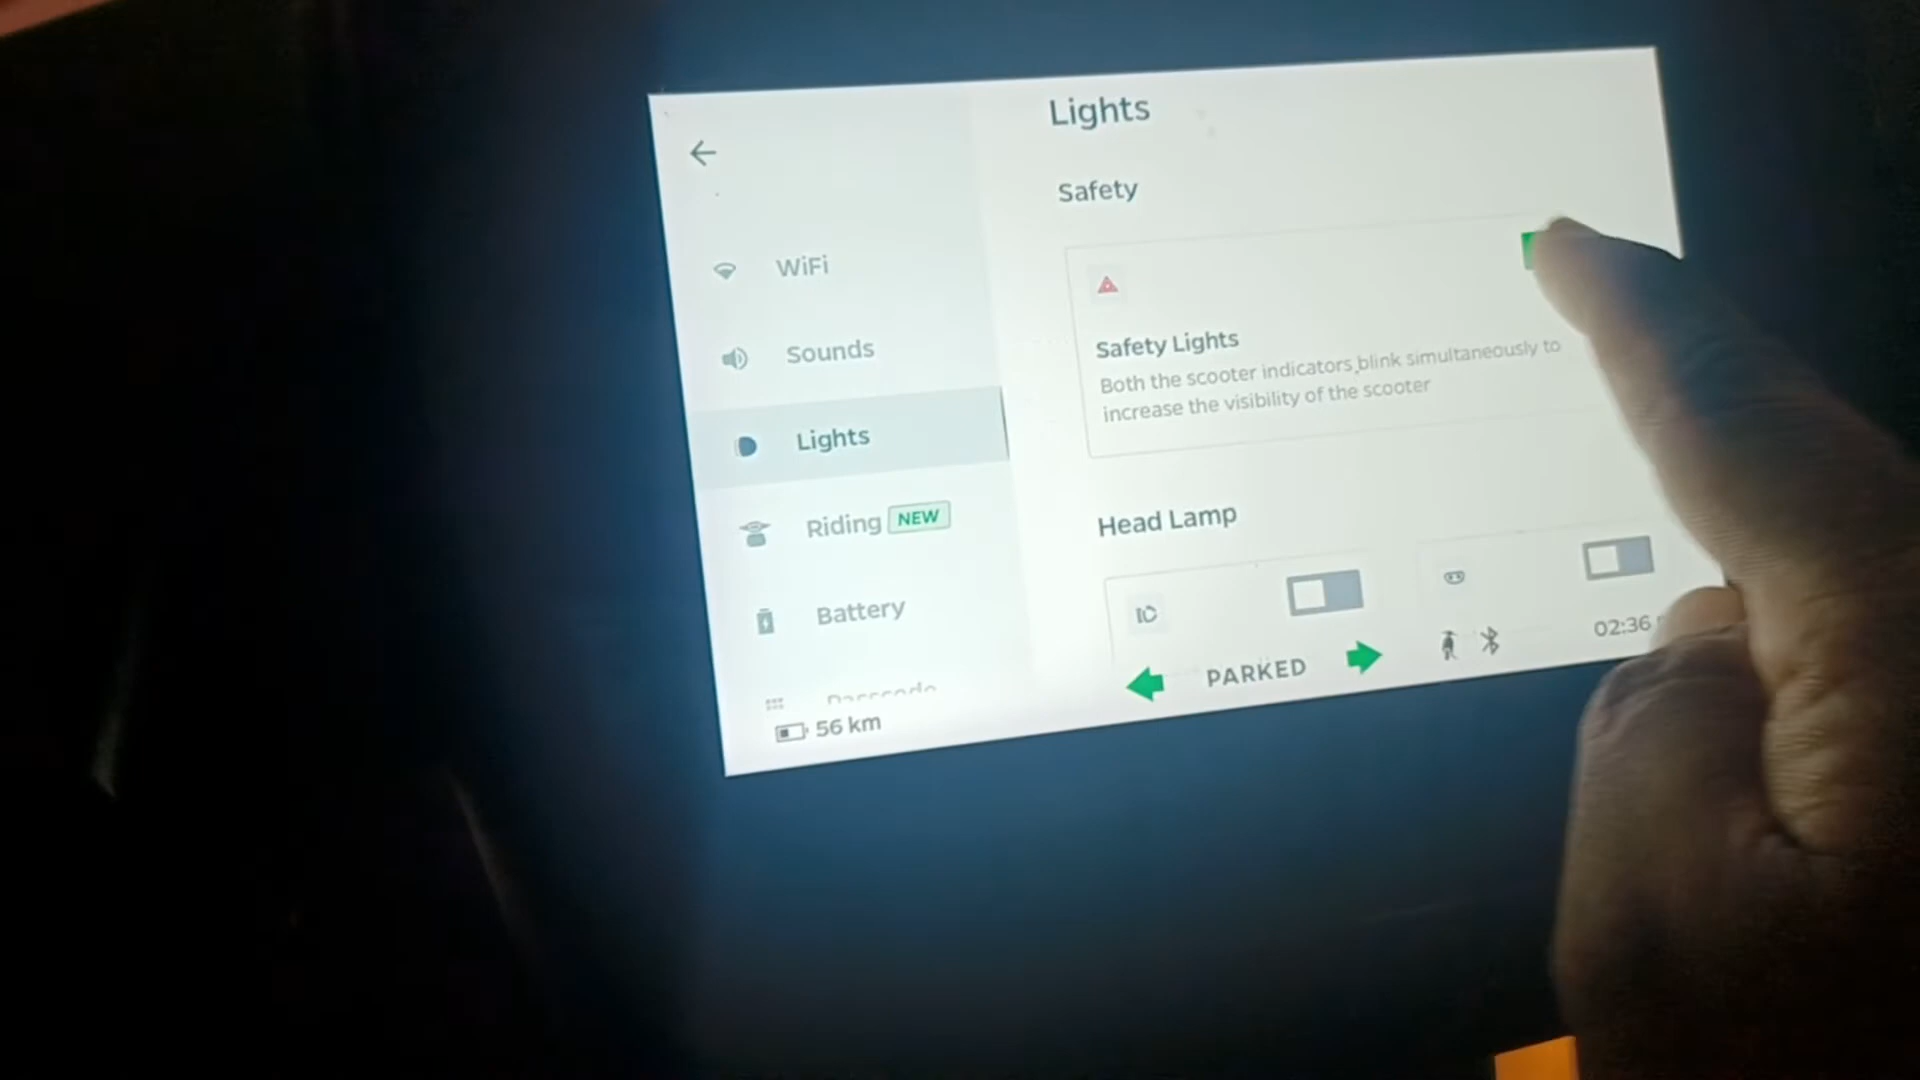 Lights
Safety
WiFi
Sounds
Lights
Riding NEW
Battery
Safety Lights
Both the scooter indicators blink simultaneously to
increase the visibility of the scooter
Head Lamp
PARKED
02:36
56 km